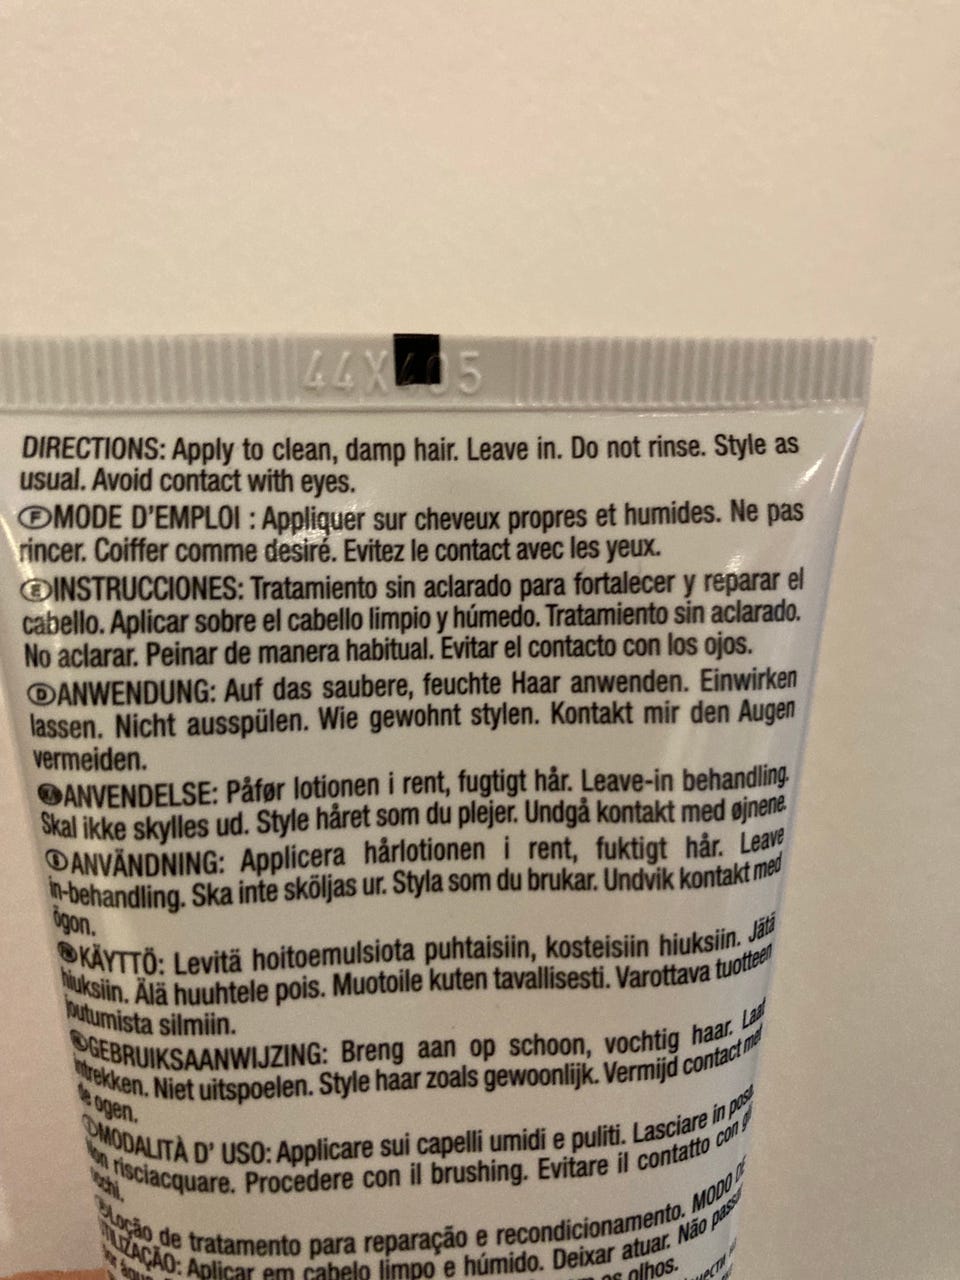 44X405
DIRECTIONS: Apply to clean, damp hair. Leave in. Do not rinse. Style as
usual. Avoid contact with eyes.
F MODE D'EMPLOI : Appliquer sur cheveux propres et humides. Ne pas
rincer. Coiffer comme desiré. Evitez le contact avec les yeux.
E INSTRUCCIONES: Tratamiento sin aclarado para fortalecer y reparar el
cabello. Aplicar sobre el cabello limpio y húmedo. Tratamiento sin aclarado.
No aclarar. Peinar de manera habitual. Evitar el contacto con los ojos.
D ANWENDUNG: Auf das saubere, feuchte Haar anwenden. Einwirken
lassen. Nicht ausspülen. Wie gewohnt stylen. Kontakt mir den Augen
vermeiden.
ANVENDELSE: Påfør lotionen i rent, fugtigt hår. Leave-in behandling.
Skal ikke skylles ud. Style håret som du plejer. Undgå kontakt med øjnene.
S ANVÄNDNING: Applicera hårlotionen i rent, fuktigt hår. Leave
in-behandling. Ska inte sköljas ur. Styla som du brukar. Undvik kontakt med
ögon.
KÄYTTÖ: Levitä hoitoemulsiota puhtaisiin, kosteisiin hiuksiin. Jätä
hiuksiin. Älä huuhtele pois. Muotoile kuten tavallisesti. Varottava tuotteen
joutumista silmiin.
GEBRUIKSAANWIJZING: Breng aan op schoon, vochtig haar. Laat
intrekken. Niet uitspoelen. Style haar zoals gewoonlijk. Vermijd contact met
de ogen.
I MODALITÀ D' USO: Applicare sui capelli umidi e puliti. Lasciare in posa.
Non risciacquare. Procedere con il brushing. Evitare il contatto con gli
occhi.
Loção de tratamento para reparação e recondicionamento. MODO DE
UTILIZAÇÃO: Aplicar em cabelo limpo e húmido. Deixar atuar. Não passar
por água. os olhos.